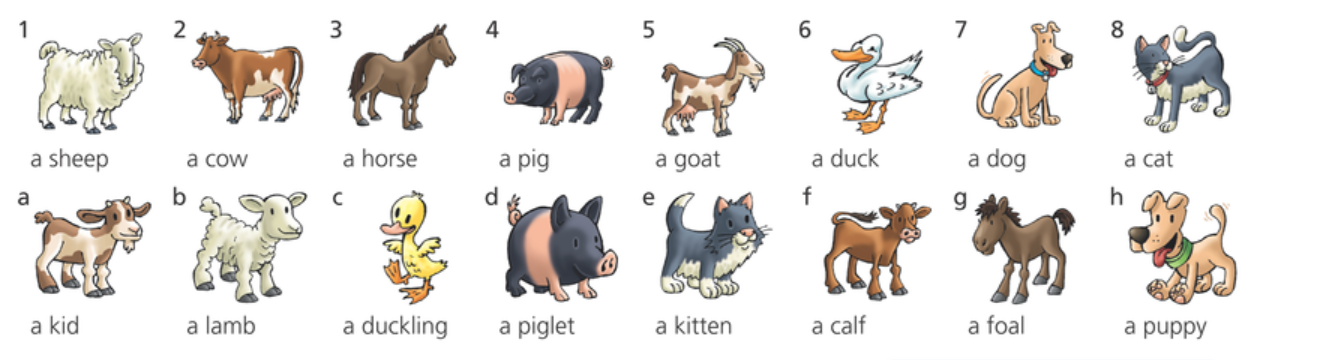 1 2 3 4 5 6 7 8
a sheep a cow a horse a pig a goat a duck a dog a cat
a b c d e f g h
a kid a lamb a duckling a piglet a kitten a calf a foal a puppy